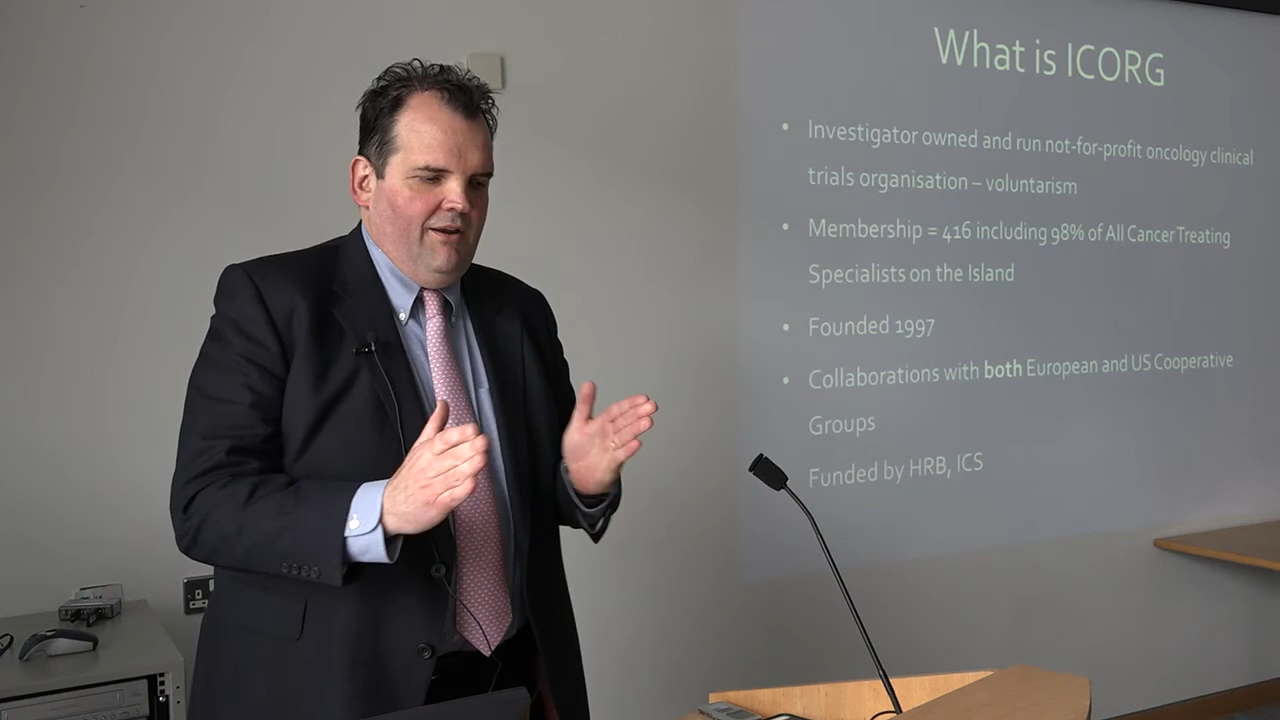 What is ICORG
• Investigator owned and run not-for-profit oncology clinical
trials organisation – voluntarism
• Membership = 416 including 98% of All Cancer Treating
Specialists on the Island
• Founded 1997
• Collaborations with both European and US Cooperative
Groups
Funded by HRB, ICS